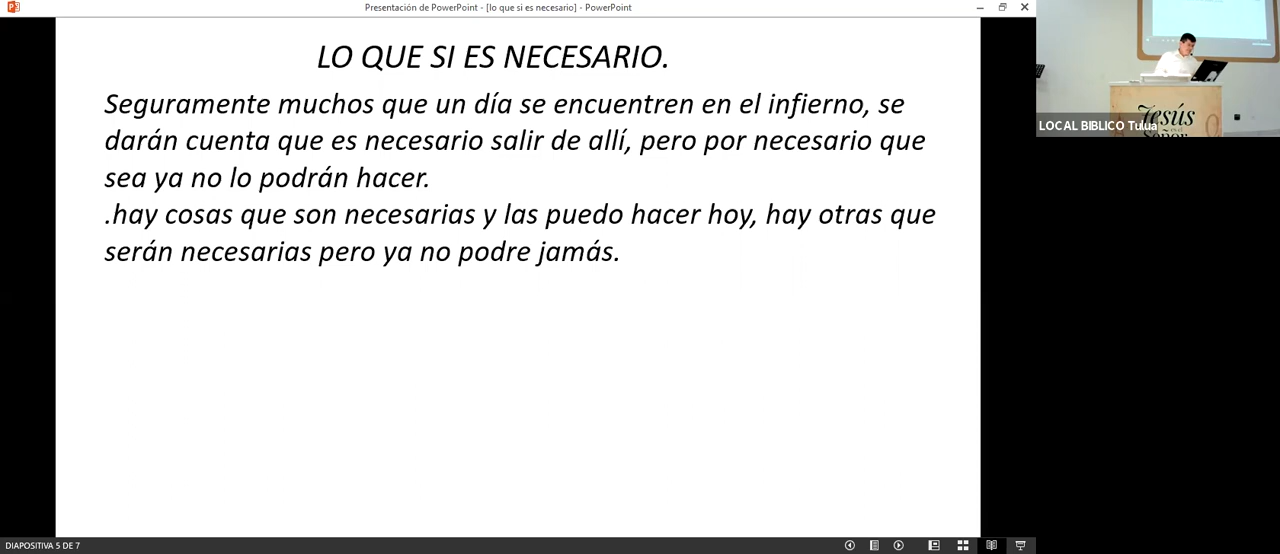 Presentación de PowerPoint - [lo que si es necesario] - PowerPoint
LO QUE SI ES NECESARIO.
Seguramente muchos que un día se encuentren en el infierno, se
darán cuenta que es necesario salir de allí, pero por necesario que
sea ya no lo podrán hacer.
.hay cosas que son necesarias y las puedo hacer hoy, hay otras que
serán necesarias pero ya no podre jamás.
Jesús
LOCAL BIBLICO Tulua
DIAPOSITIVA 5 DE 7